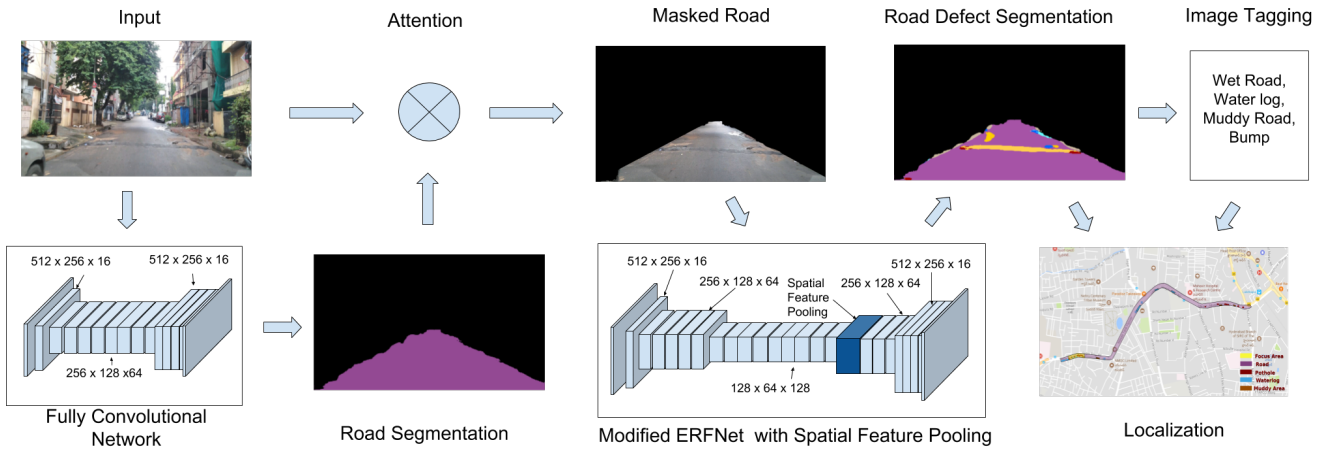 Input
Attention
Masked Road
Road Defect Segmentation
Image Tagging
Wet Road,
Water log,
Muddy Road,
Bump
512 x 256 x 16
512 x 256 x 16
256 x 128 x64
Fully Convolutional
Network
Road Segmentation
512 x 256 x 16
256 x 128 x 64
Spatial
Feature
Pooling
256 x 128 x 64
512 x 256 x 16
128 x 64 x 128
Modified ERFNet with Spatial Feature Pooling
Focus Area
Road
Pothole
Waterlog
Muddy Area
Localization